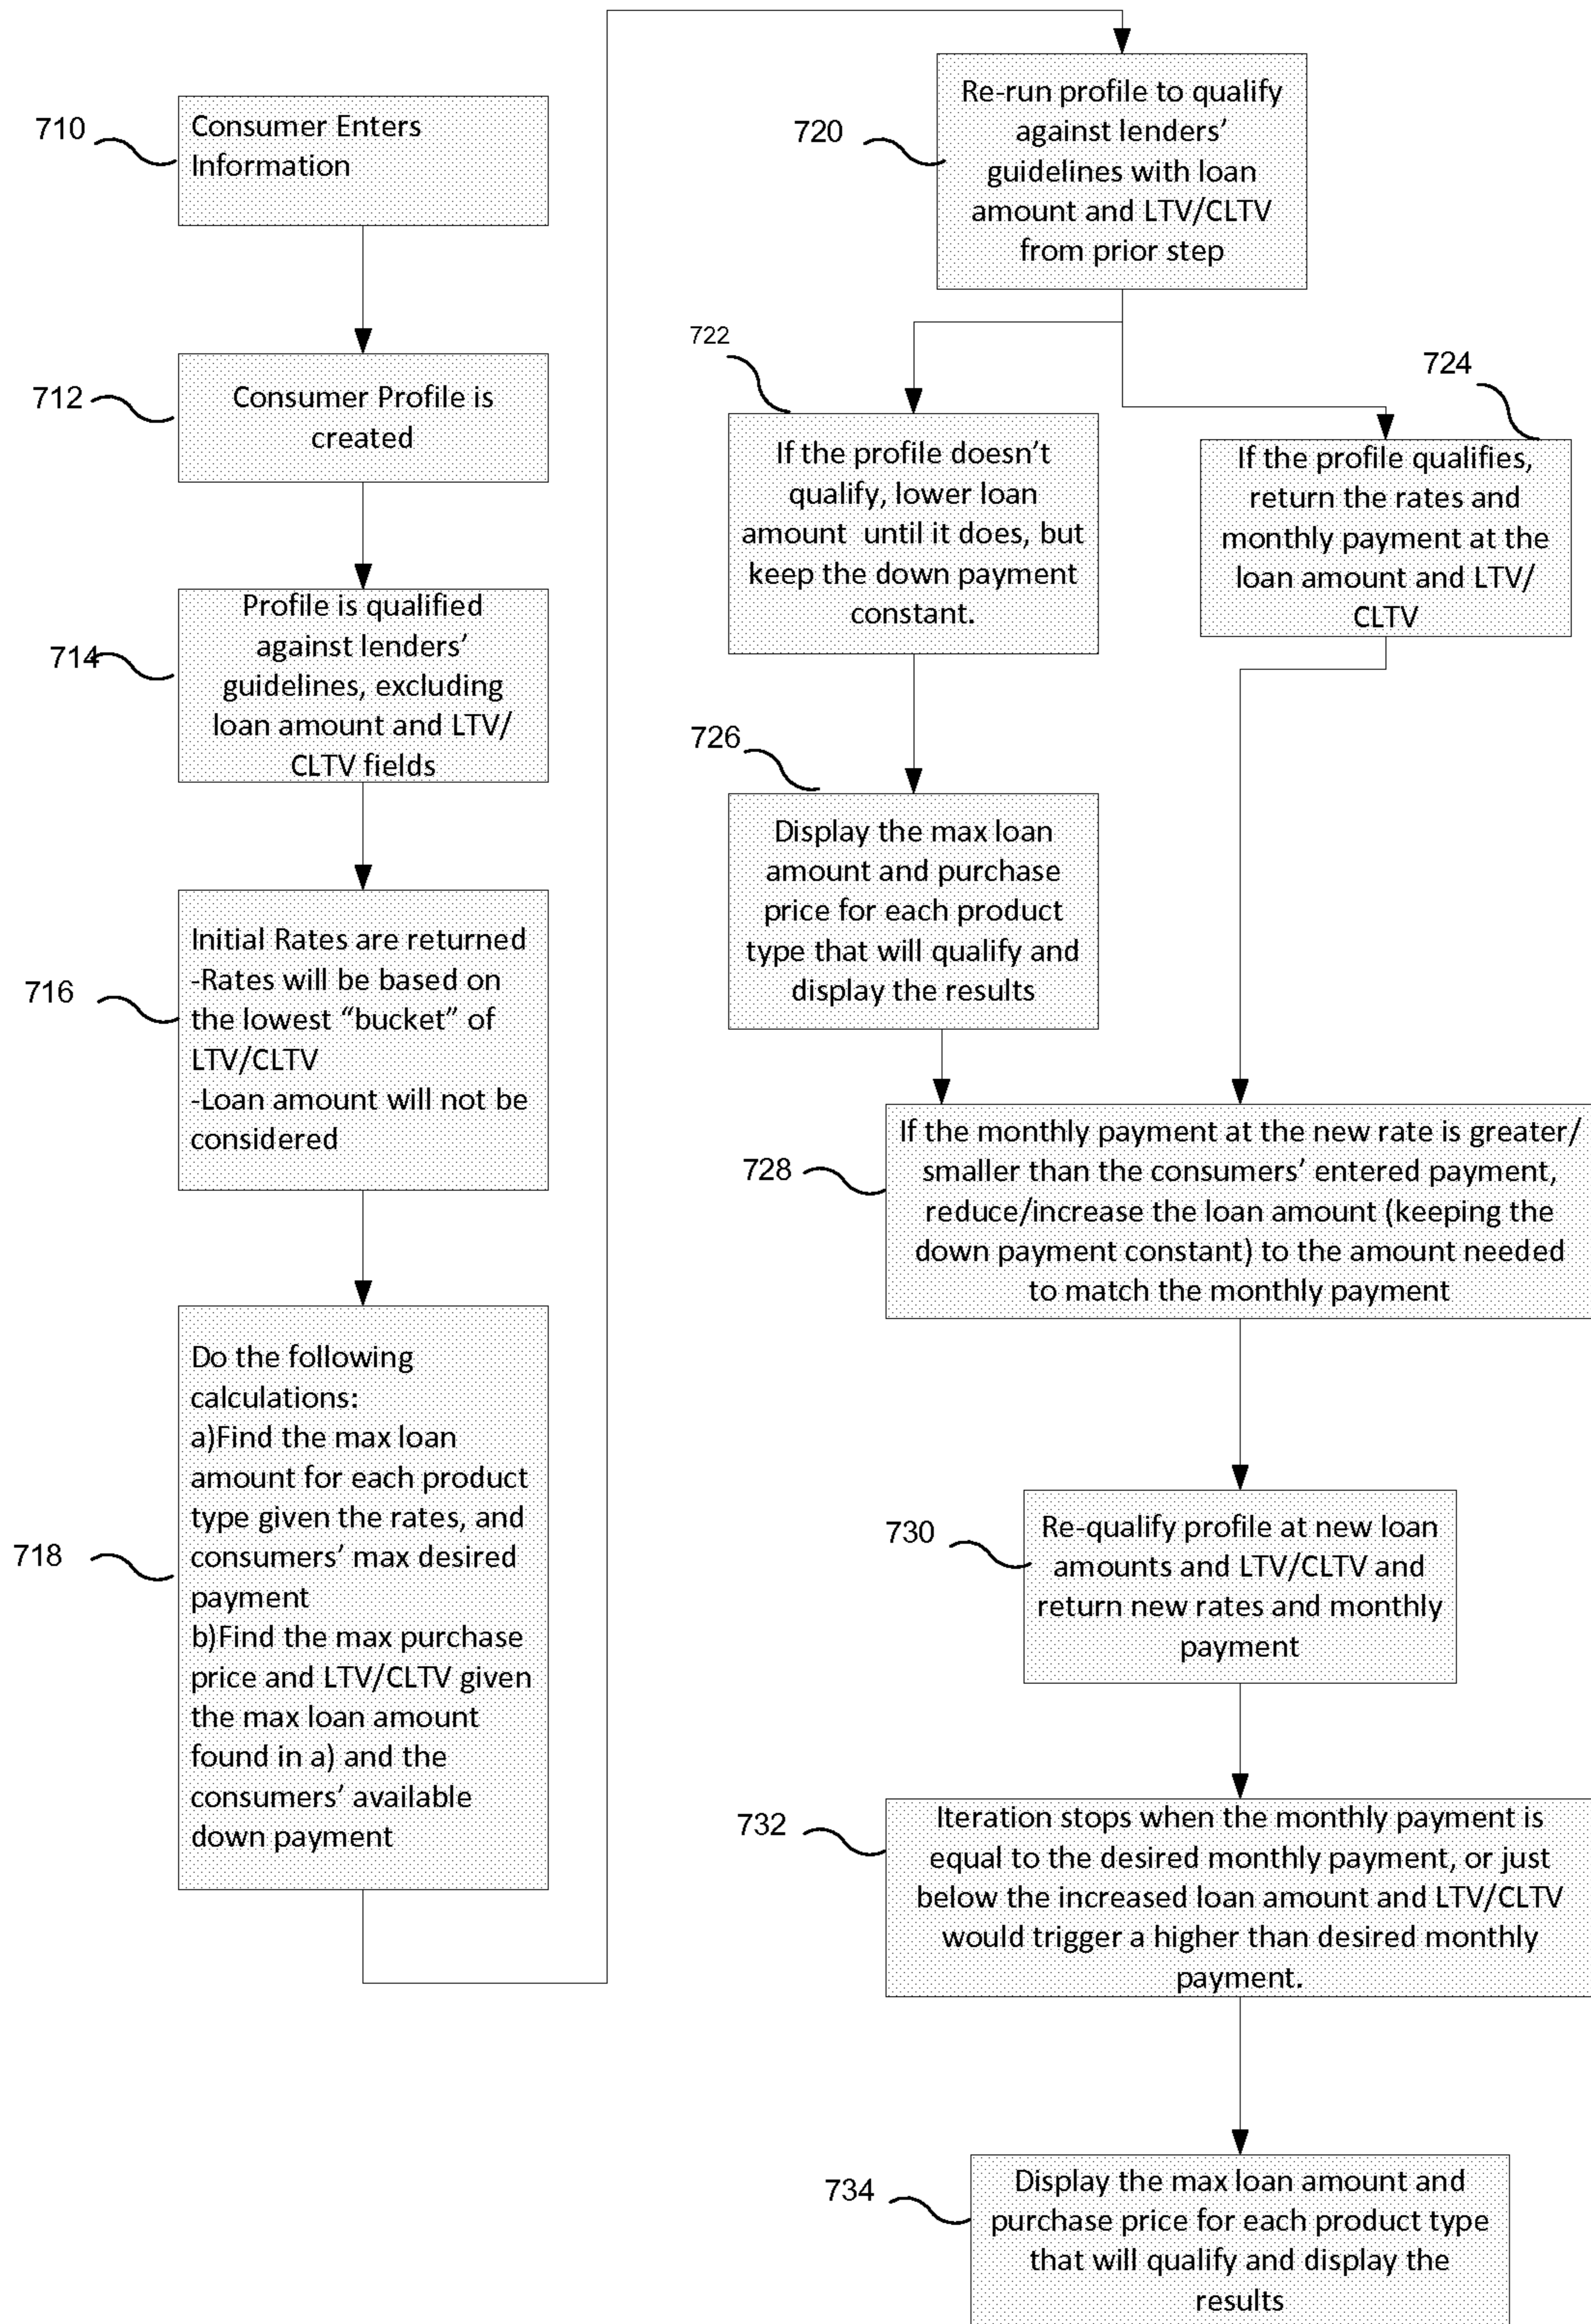 710
Consumer Enters
Information
712
Consumer Profile is
created
714
Profile is qualified
against lenders'
guidelines, excluding
loan amount and LTV/
CLTV fields
716
Initial Rates are returned
-Rates will be based on
the lowest “bucket” of
LTV/CLTV
-Loan amount will not be
considered
718
Do the following
calculations:
a)Find the max loan
amount for each product
type given the rates, and
consumers’ max desired
payment
b)Find the max purchase
price and LTV/CLTV given
the max loan amount
found in a) and the
consumers’ available
down payment
720
Re-run profile to qualify
against lenders’
guidelines with loan
amount and LTV/CLTV
from prior step
722
If the profile doesn’t
qualify, lower loan
amount  until it does, but
keep the down payment
constant.
724
If the profile qualifies,
return the rates and
monthly payment at the
loan amount and LTV/
CLTV
726
Display the max loan
amount and purchase
price for each product
type that will qualify and
display the results
728
If the monthly payment at the new rate is greater/
smaller than the consumers’ entered payment,
reduce/increase the loan amount (keeping the
down payment constant) to the amount needed
to match the monthly payment
730
Re-qualify profile at new loan
amounts and LTV/CLTV and
return new rates and monthly
payment
732
Iteration stops when the monthly payment is
equal to the desired monthly payment, or just
below the increased loan amount and LTV/CLTV
would trigger a higher than desired monthly
payment.
734
Display the max loan amount and
purchase price for each product type
that will qualify and display the
results